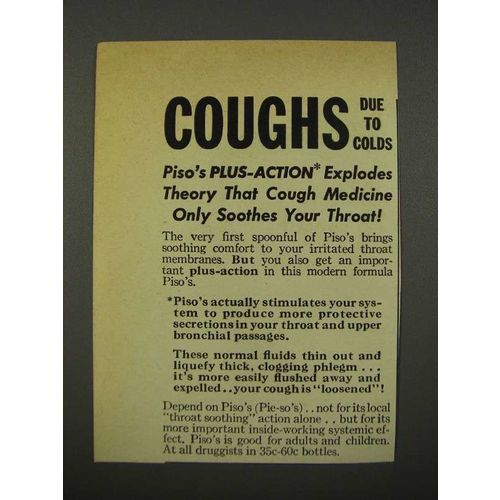 COUGHS DUE TO COLDS
Piso's PLUS-ACTION* Explodes
Theory That Cough Medicine
Only Soothes Your Throat!
The very first spoonful of Piso's brings
soothing comfort to your irritated throat
membranes. But you also get an impor-
tant plus-action in this modern formula
Piso's.
*Piso's actually stimulates your sys-
tem to produce more protective
secretions in your throat and upper
bronchial passages.
These normal fluids thin out and
liquefy thick, clogging phlegm . . .
it's more easily flushed away and
expelled . . your cough is "loosened"!
Depend on Piso's (Pie-so's) . . not for its local
"throat soothing" action alone . . but for its
more important inside-working systemic ef-
fect. Piso's is good for adults and children.
At all druggists in 35c-60c bottles.